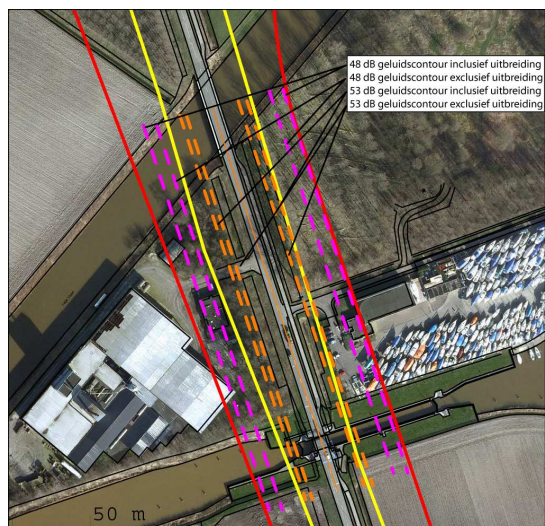 48 dB geluidscontour inclusief uitbreiding
48 dB geluidscontour exclusief uitbreiding
53 dB geluidscontour inclusief uitbreiding
53 dB geluidscontour exclusief uitbreiding
50 m